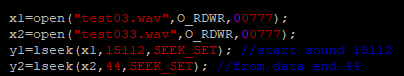 x1=open("test03.wav",O_RDWR,00777);
x2=open("test033.wav",O_RDWR,00777);
y1=lseek(x1,15112,SEEK_SET); //start sound 15112
y2=lseek(x2,44,SEEK_SET); //from data end 44